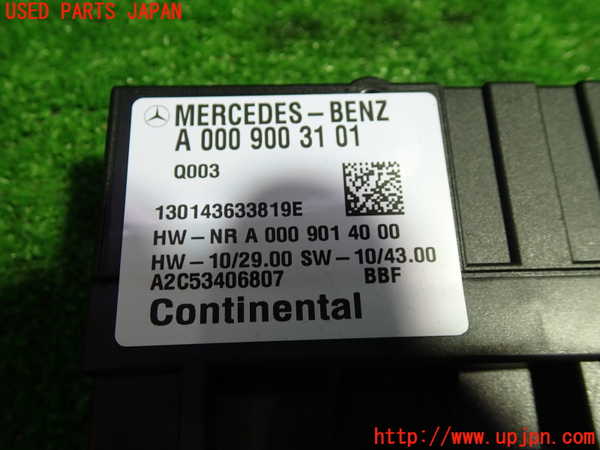 USED PARTS JAPAN
MERCEDES-BENZ
A 000 900 31 01
Q003
130143633819E
HW-NR A 000 901 40 00
HW-10/29.00 SW-10/43.00
A2C53406807 BBF
Continental
http://www.upjpn.com/